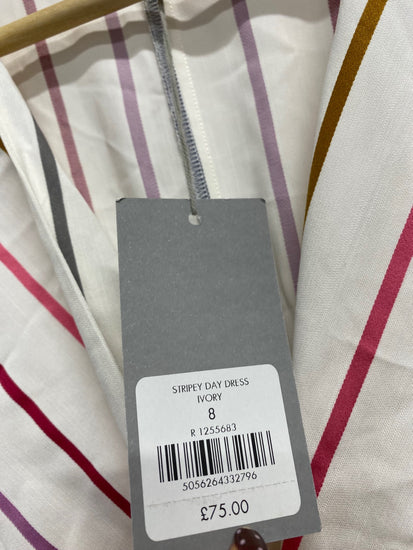 STRIPEY DAY DRESS
IVORY
8
R 1255683
5056264332796
£75.00